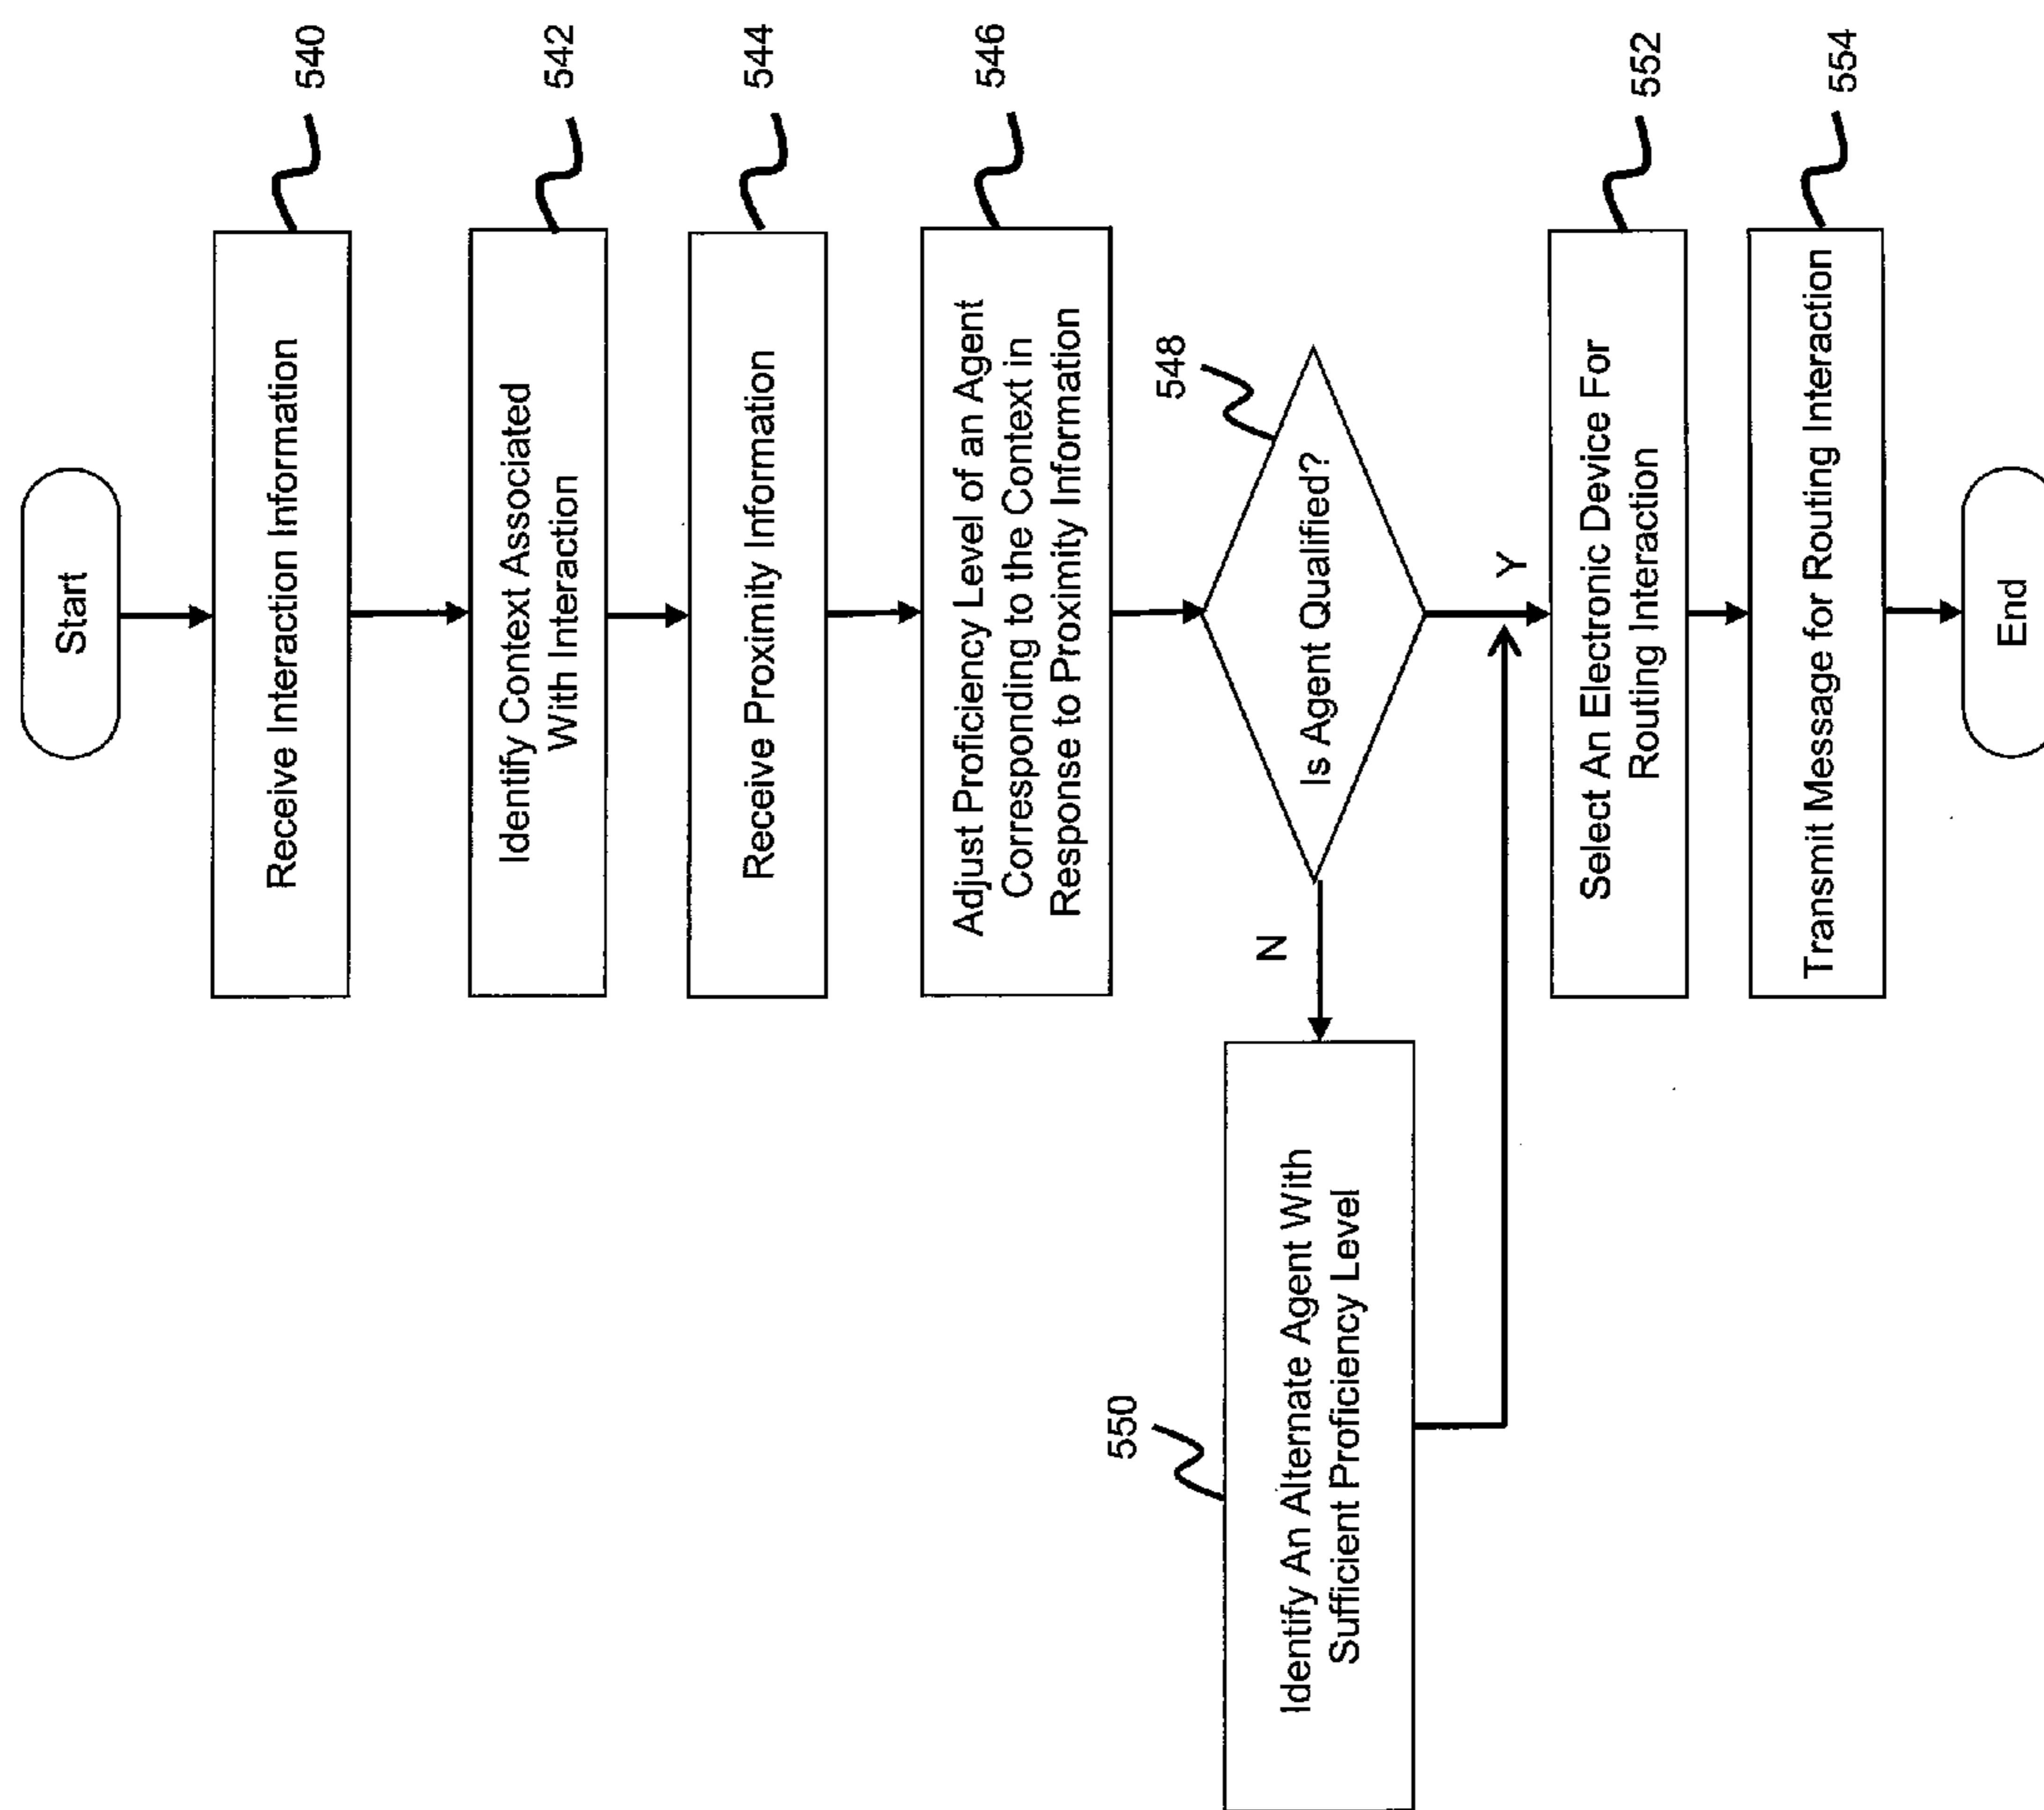 Start
Receive Interaction Information
540
Identify Context Associated
With Interaction
542
Receive Proximity Information
544
Adjust Proficiency Level of an Agent
Corresponding to the Context in
Response to Proximity Information
546
Is Agent Qualified?
548
N
Y
Identify An Alternate Agent With
Sufficient Proficiency Level
550
Select An Electronic Device For
Routing Interaction
552
Transmit Message for Routing Interaction
554
End